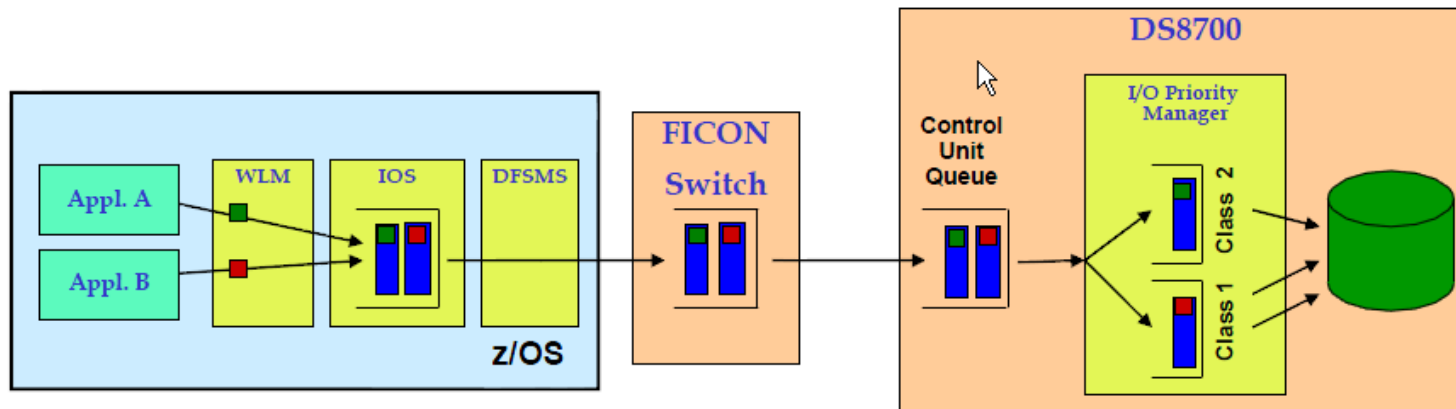 DS8700
I/O Priority
Manager
FICON
Switch
Control
Unit
Queue
WLM
IOS
DFSMS
Appl. A
Appl. B
z/OS
Class 2
Class 1